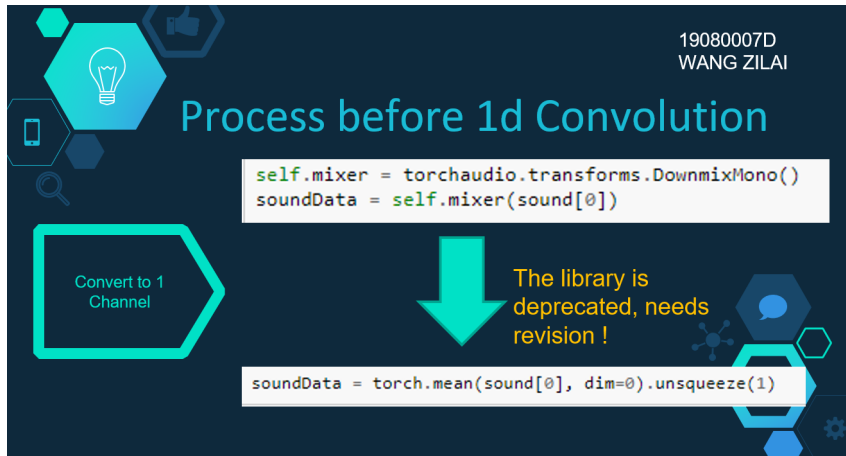 19080007D
WANG ZILAI
Process before 1d Convolution
self.mixer = torchaudio.transforms.DownmixMono()
soundData = self.mixer(sound[0])
Convert to 1
Channel
The library is
deprecated, needs
revision !
soundData = torch.mean(sound[0], dim=0).unsqueeze(1)